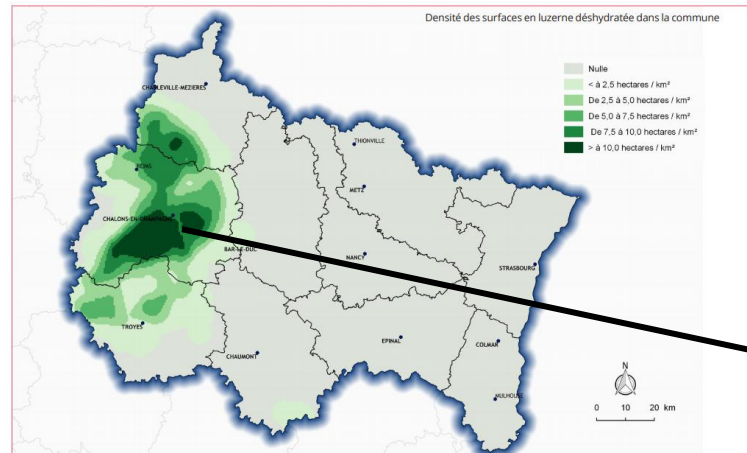 Densité des surfaces en luzerne déshydratée dans la commune
Nulle
< à 2,5 hectares / km²
De 2,5 à 5,0 hectares / km²
De 5,0 à 7,5 hectares / km²
De 7,5 à 10,0 hectares / km²
> à 10,0 hectares / km²
CHARLEVILLE-MEZIERES
THIONVILLE
REIMS
METZ
CHALONS-EN-CHAMPAGNE
BAR-LE-DUC
NANCY
STRASBOURG
TROYES
EPINAL
COLMAR
CHAUMONT
MULHOUSE
N
0 10 20 km